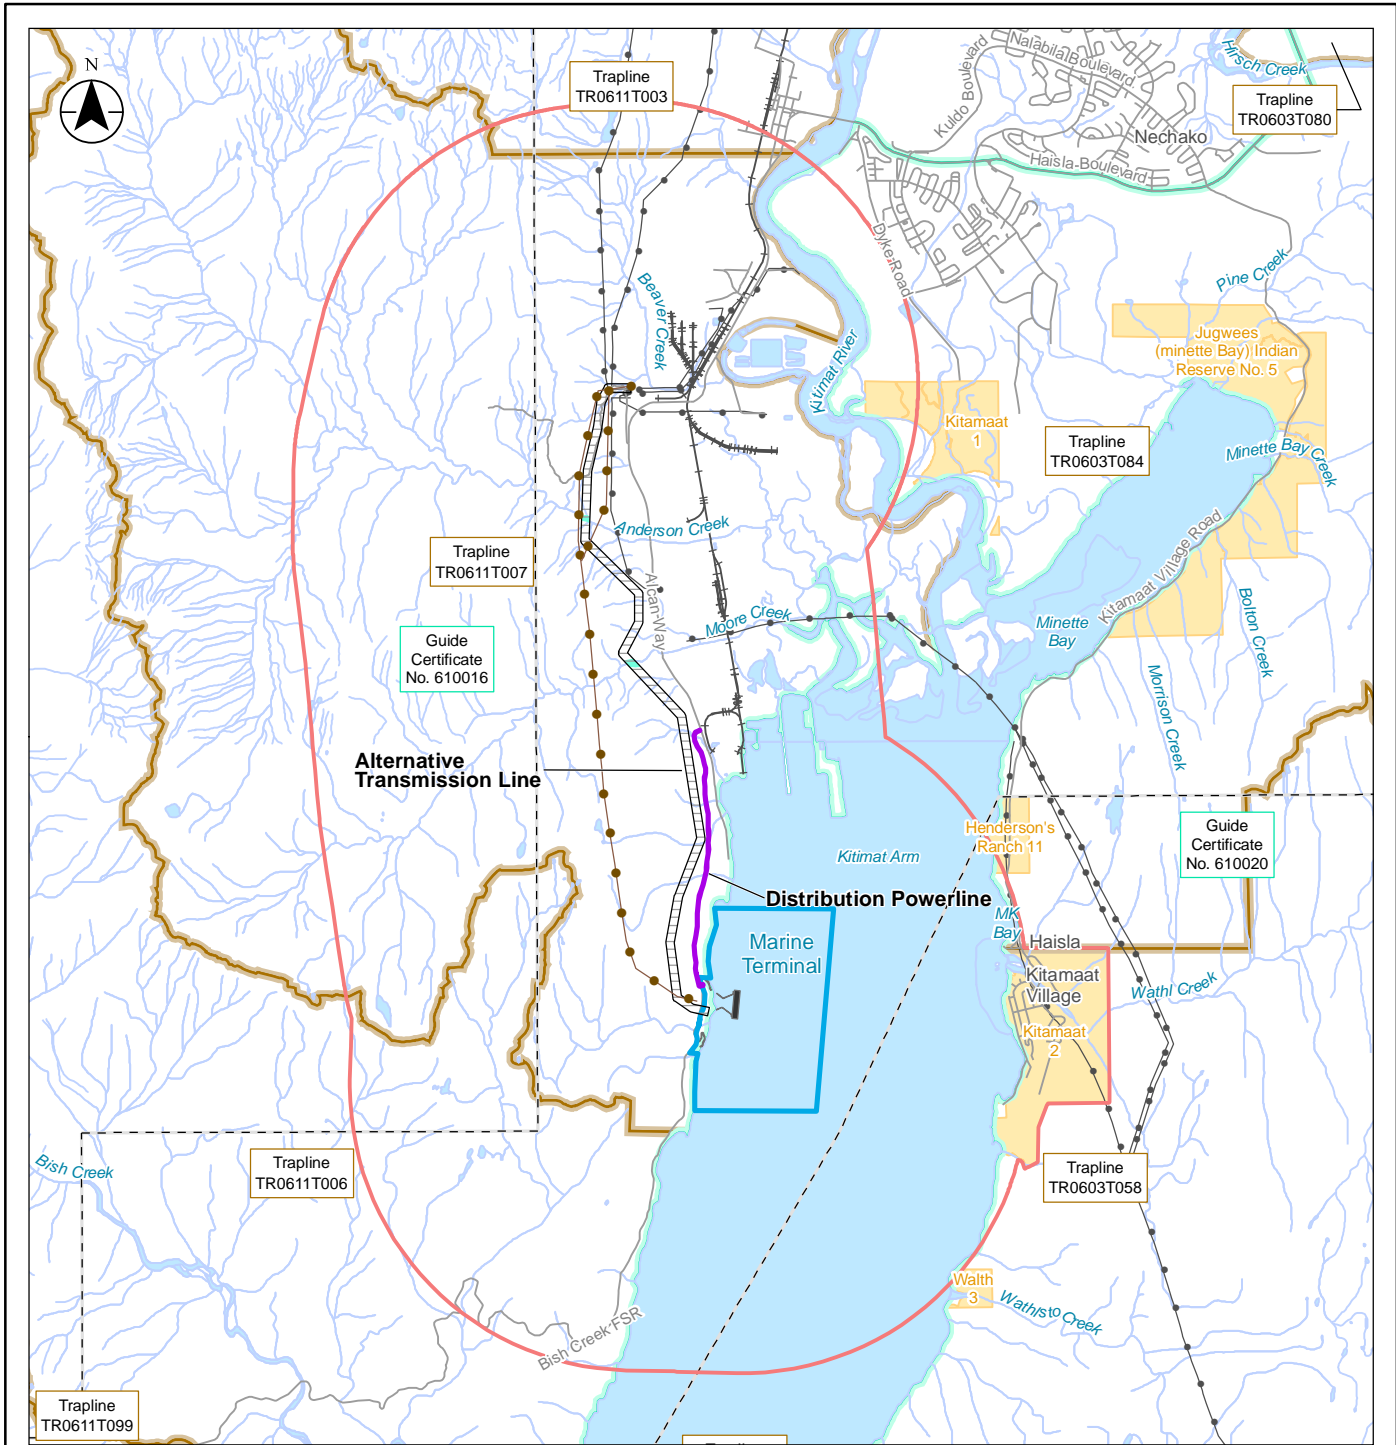 N
Trapline
TR0611T003
Kuldo Boulevard
Nalabila Boulevard
Hirsch Creek
Trapline
TR0603T080
Nechako
Haisla Boulevard
Dyke Road
Pine Creek
Beaver Creek
Kitimat River
Jugwees
(minette Bay) Indian
Reserve No. 5
Kitamaat
1
Trapline
TR0603T084
Minette Bay Creek
Anderson Creek
Trapline
TR0611T007
Alcan Way
Moore Creek
Kitamaat Village Road
Minette
Bay
Bolton Creek
Guide
Certificate
No. 610016
Morrison Creek
Alternative
Transmission Line
Henderson's
Ranch 11
Guide
Certificate
No. 610020
Kitimat Arm
Distribution Powerline
MK
Bay
Marine
Terminal
Haisla
Kitamaat
Village
Wathl Creek
Kitamaat
2
Bish Creek
Trapline
TR0611T006
Trapline
TR0603T058
Walth
3
Wathlsto Creek
Bish Creek FSR
Trapline
TR0611T099